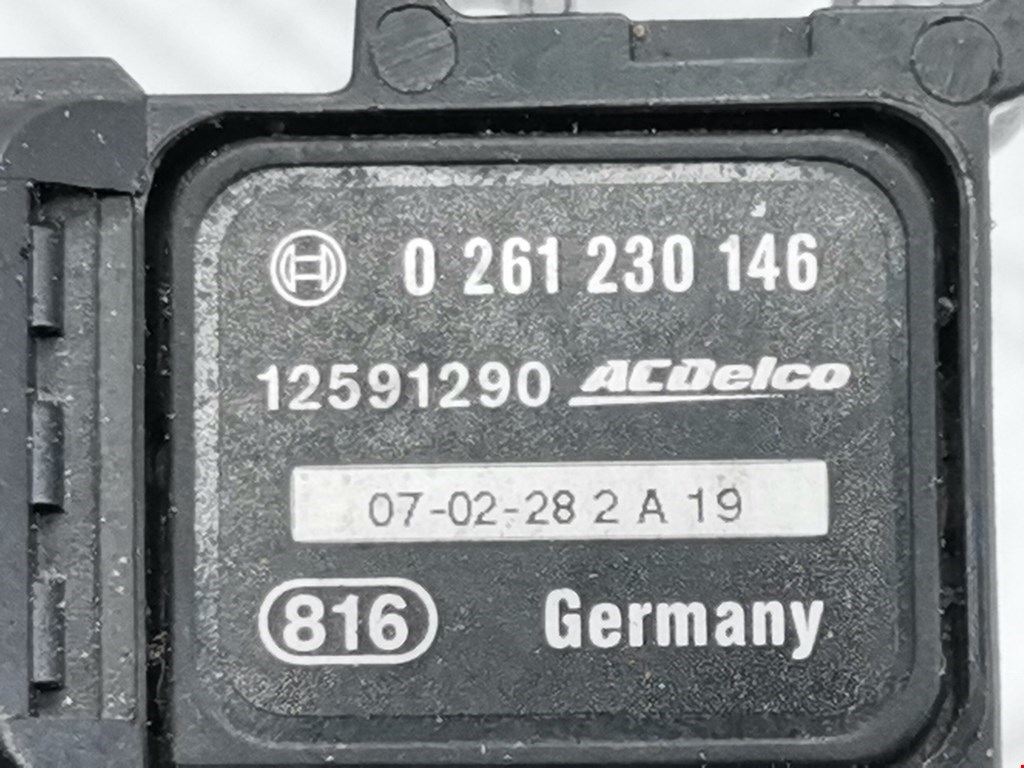 0 261 230 146
12591290 ACDelco
07-02-28 2 A 19
816 Germany